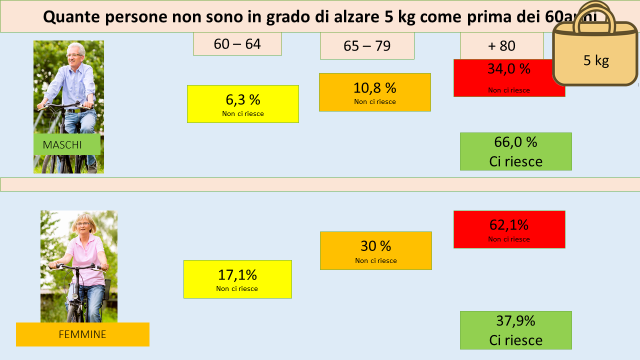 Quante persone non sono in grado di alzare 5 kg come prima dei 60anni
60 – 64
65 – 79
+ 80
5 kg
34,0 %
Non ci riesce
10,8 %
Non ci riesce
6,3 %
Non ci riesce
MASCHI
66,0 %
Ci riesce
62,1%
Non ci riesce
30 %
Non ci riesce
17,1%
Non ci riesce
FEMMINE
37,9%
Ci riesce